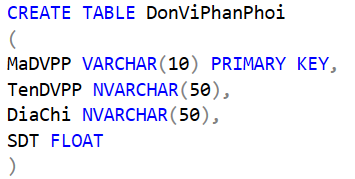 CREATE TABLE DonViPhanPhoi
(
MaDVPP VARCHAR(10) PRIMARY KEY,
TenDVPP NVARCHAR(50),
DiaChi NVARCHAR(50),
SDT FLOAT
)